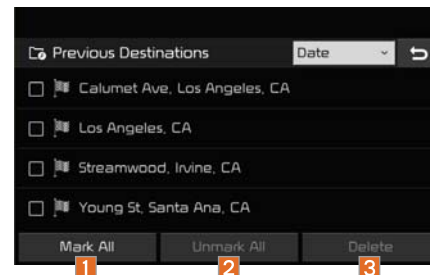 Previous Destinations Date
Calumet Ave, Los Angeles, CA
Los Angeles, CA
Streamwood, Irvine, CA
Young St, Santa Ana, CA
Mark All Unmark All Delete
1 2 3